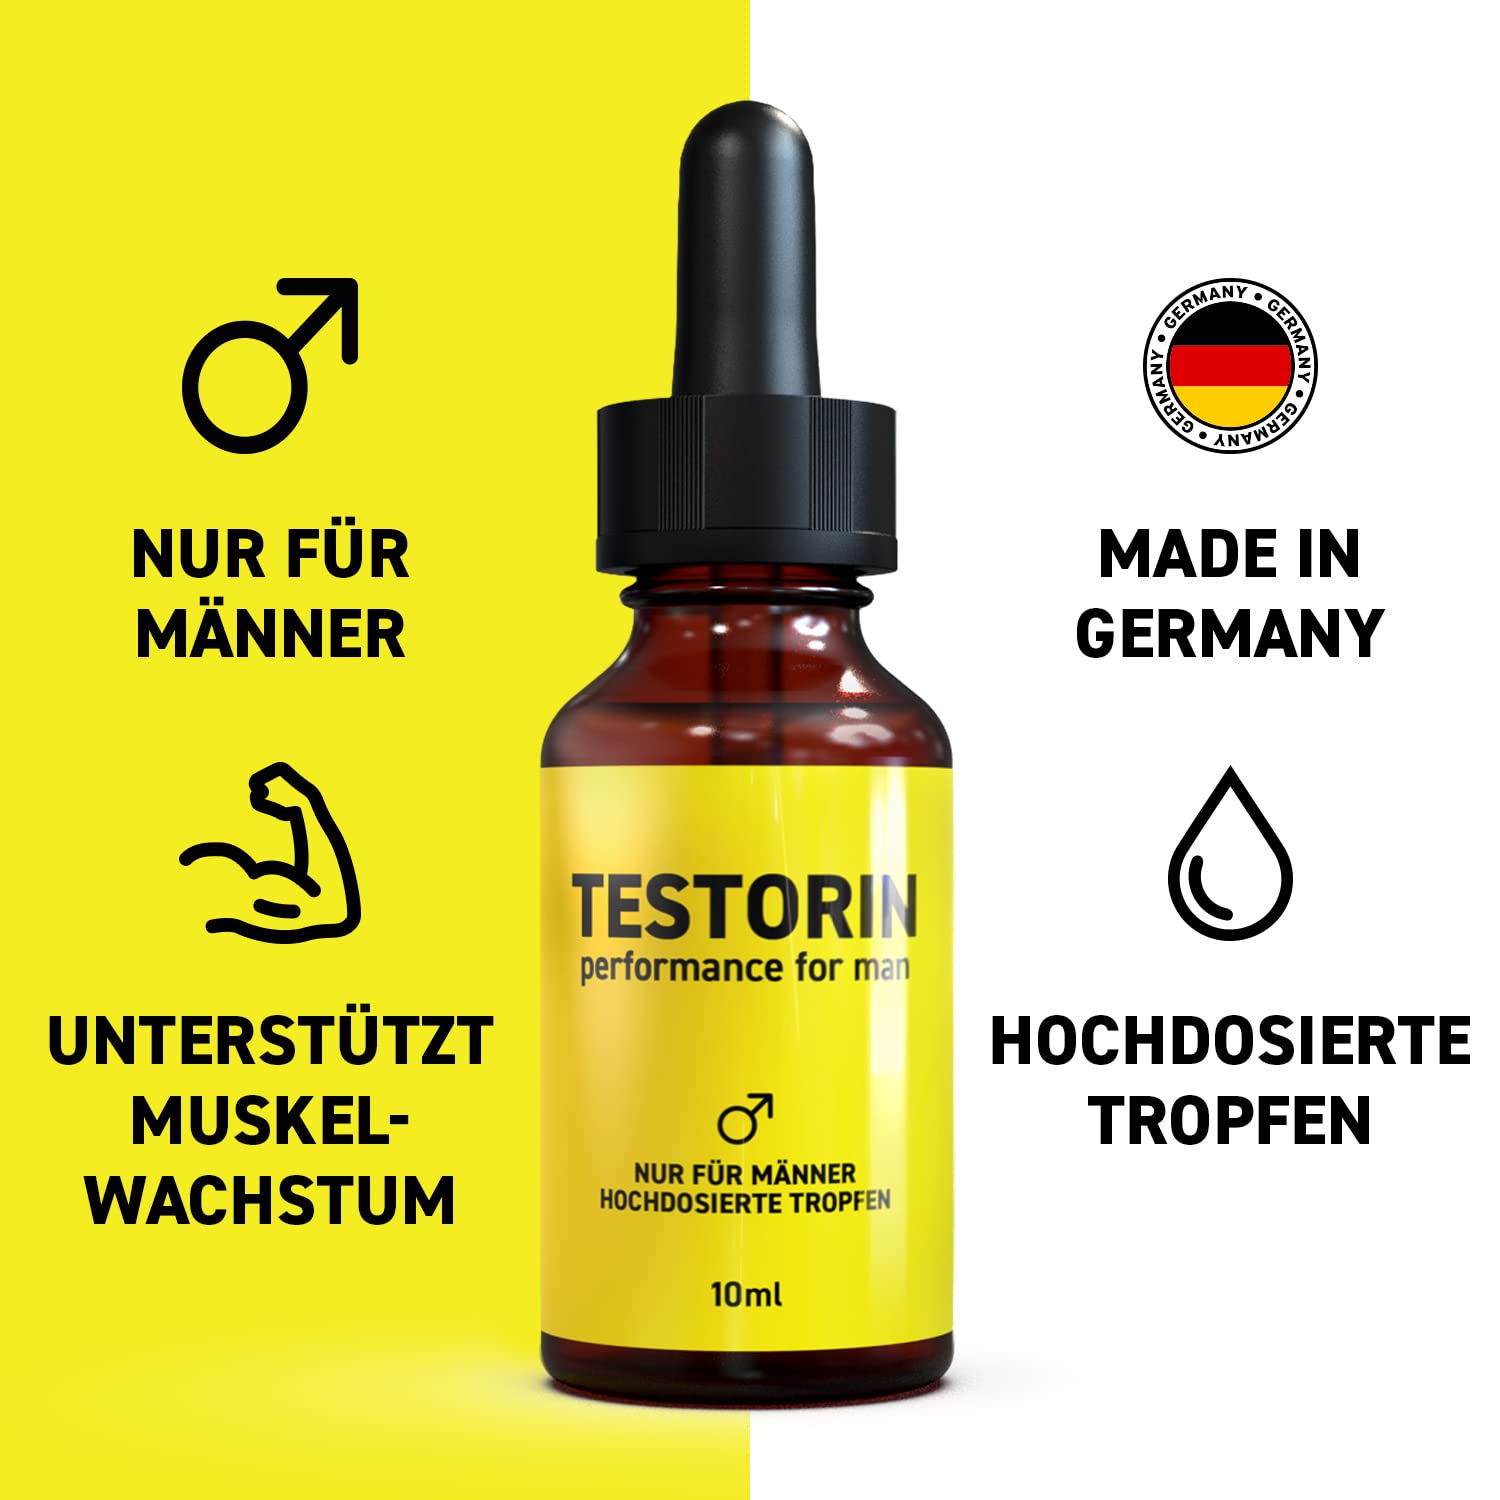 NUR FÜR
MÄNNER
UNTERSTÜTZT
MUSKEL-
WACHSTUM
TESTORIN
performance for man
NUR FÜR MÄNNER
HOCHDOSIERTE TROPFEN
10ml
GERMANY • GERMANY • GERMANY • GERMANY • GERMANY •
MADE IN
GERMANY
HOCHDOSIERTE
TROPFEN